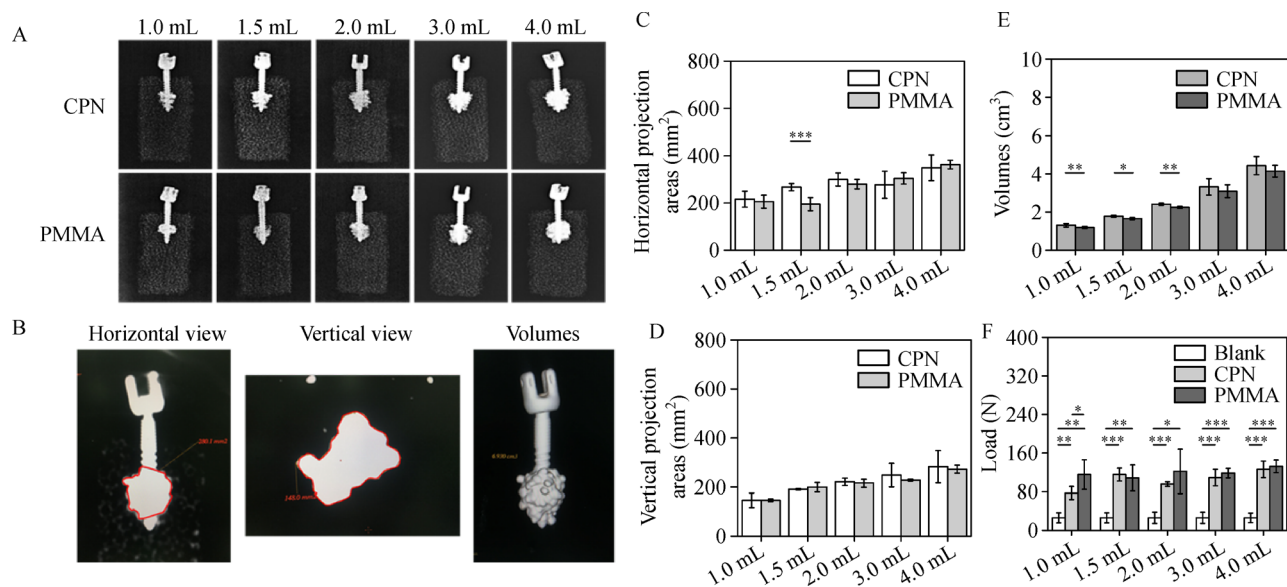 A
1.0 mL 1.5 mL 2.0 mL 3.0 mL 4.0 mL
CPN
PMMA
B
Horizontal view Vertical view Volumes
148.0 mm2
C
Horizontal projection
areas (mm²)
800
600
400
200
0
CPN
PMMA
***
1.0 mL 1.5 mL 2.0 mL 3.0 mL 4.0 mL
D
Vertical projection
areas (mm²)
800
600
400
200
0
CPN
PMMA
1.0 mL 1.5 mL 2.0 mL 3.0 mL 4.0 mL
E
Volumes (cm³)
10
8
6
4
2
0
CPN
PMMA
** * **
1.0 mL 1.5 mL 2.0 mL 3.0 mL 4.0 mL
F
Load (N)
400
320
240
160
80
0
Blank
CPN
PMMA
*
** ** * *** ***
** *** *** *** ***
1.0 mL 1.5 mL 2.0 mL 3.0 mL 4.0 mL